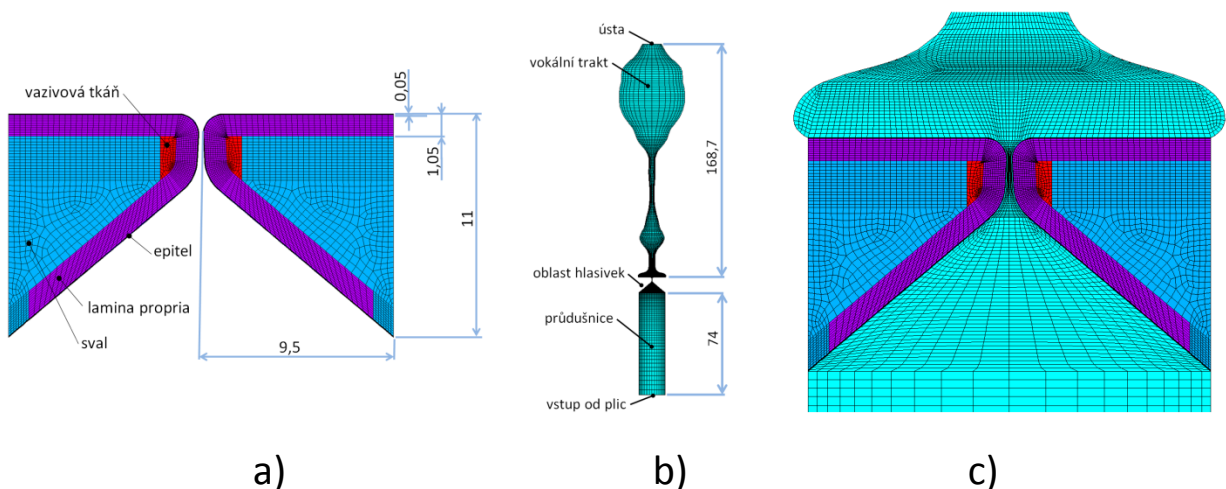 vazivová tkáň
0,05
1,05
11
epitel
lamina propria
sval
9,5
a)
ústa
vokální trakt
168,7
oblast hlasivek
průdušnice
74
vstup od plic
b)
c)